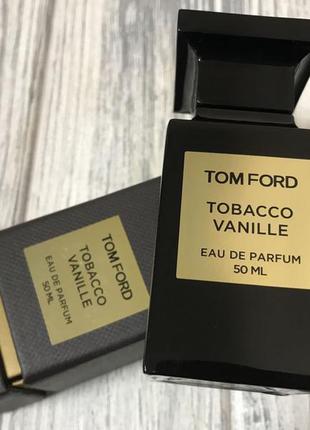 TOM FORD
TOBACCO
VANILLE
EAU DE PARFUM
50 ML
TOM FORD
TOBACCO
VANILLE
EAU DE PARFUM
50 ML